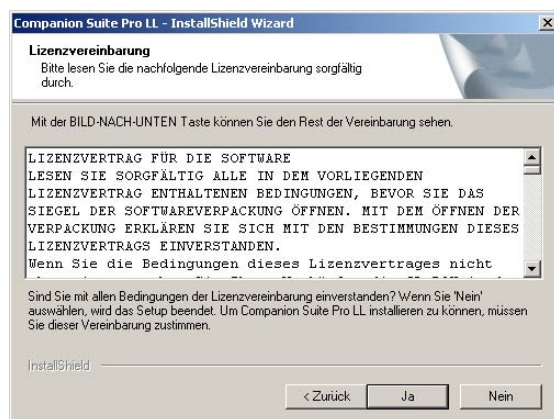 Companion Suite Pro LL - InstallShield Wizard
Lizenzvereinbarung
Bitte lesen Sie die nachfolgende Lizenzvereinbarung sorgfältig
durch.
Mit der BILD-NACH-UNTEN Taste können Sie den Rest der Vereinbarung sehen.
LIZENZVERTRAG FÜR DIE SOFTWARE
LESEN SIE SORGFÄLTIG ALLE IN DEM VORLIEGENDEN
LIZENZVERTRAG ENTHALTENEN BEDINGUNGEN, BEVOR SIE DAS
SIEGEL DER SOFTWAREVERPACKUNG ÖFFNEN. MIT DEM ÖFFNEN DER
VERPACKUNG ERKLÄREN SIE SICH MIT DEN BESTIMMUNGEN DIESES
LIZENZVERTRAGS EINVERSTANDEN.
Wenn Sie die Bedingungen dieses Lizenzvertrages nicht
Sind Sie mit allen Bedingungen der Lizenzvereinbarung einverstanden? Wenn Sie 'Nein'
auswählen, wird das Setup beendet. Um Companion Suite Pro LL installieren zu können, müssen
Sie dieser Vereinbarung zustimmen.
InstallShield
< Zurück Ja Nein